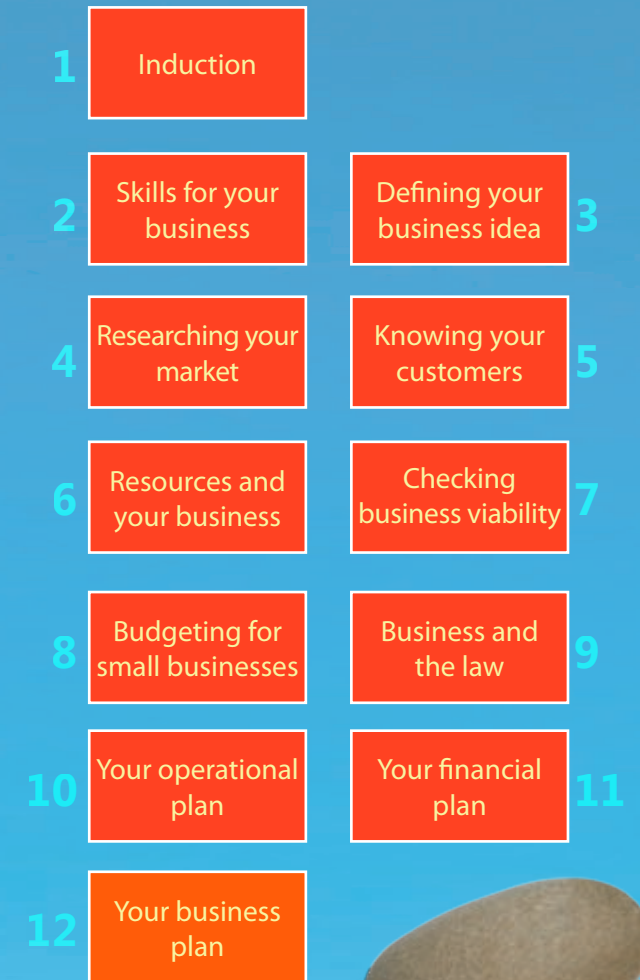 1
Induction
2
Skills for your
business
Defining your
business idea
3
4
Researching your
market
Knowing your
customers
5
6
Resources and
your business
Checking
business viability
7
8
Budgeting for
small businesses
Business and
the law
9
10
Your operational
plan
Your financial
plan
11
12
Your business
plan